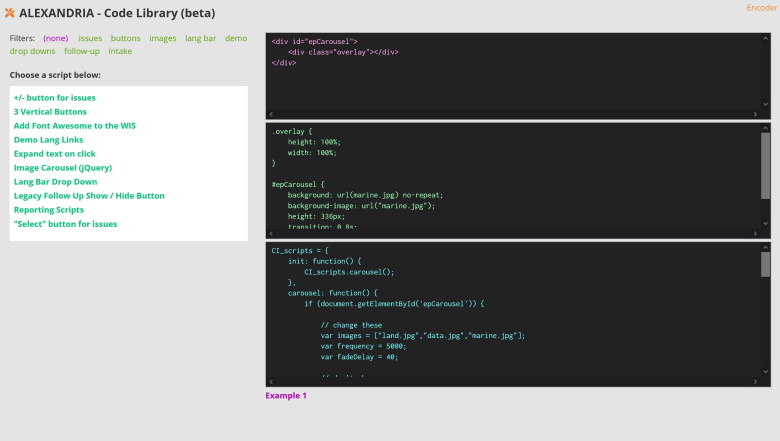 ALEXANDRIA - Code Library (beta)
Encoder
Filters: (none) issues buttons images lang bar demo
drop downs follow-up intake
Choose a script below:
+/- button for issues
3 Vertical Buttons
Add Font Awesome to the WIS
Demo Lang Links
Expand text on click
Image Carousel (jQuery)
Lang Bar Drop Down
Legacy Follow Up Show / Hide Button
Reporting Scripts
"Select" button for issues
<div id="epCarousel">
    <div class="overlay"></div>
</div>
.overlay {
    height: 100%;
    width: 100%;
}
#epCarousel {
    background: url(marine.jpg) no-repeat;
    background-image: url("marine.jpg");
    height: 336px;
    transition: 0.8s;
CI_scripts = {
    init: function() {
        CI_scripts.carousel();
    },
    carousel: function() {
        if (document.getElementById('epCarousel')) {
            // change these
            var images = ["land.jpg","data.jpg","marine.jpg"];
            var frequency = 5000;
            var fadeDelay = 40;
Example 1